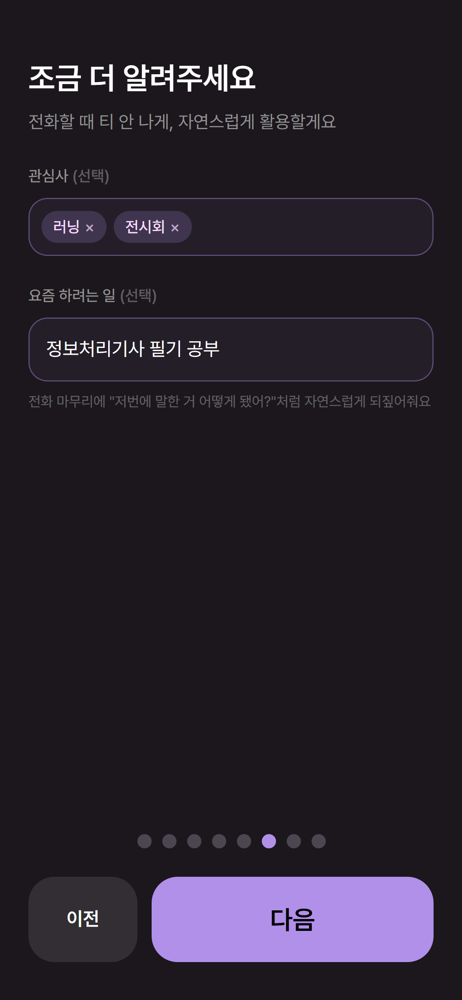 조금 더 알려주세요
전화할 때 티 안 나게, 자연스럽게 활용할게요
관심사 (선택)
러닝 × 전시회 ×
요즘 하려는 일 (선택)
정보처리기사 필기 공부
전화 마무리에 "저번에 말한 거 어떻게 됐어?"처럼 자연스럽게 되짚어줘요
이전 다음